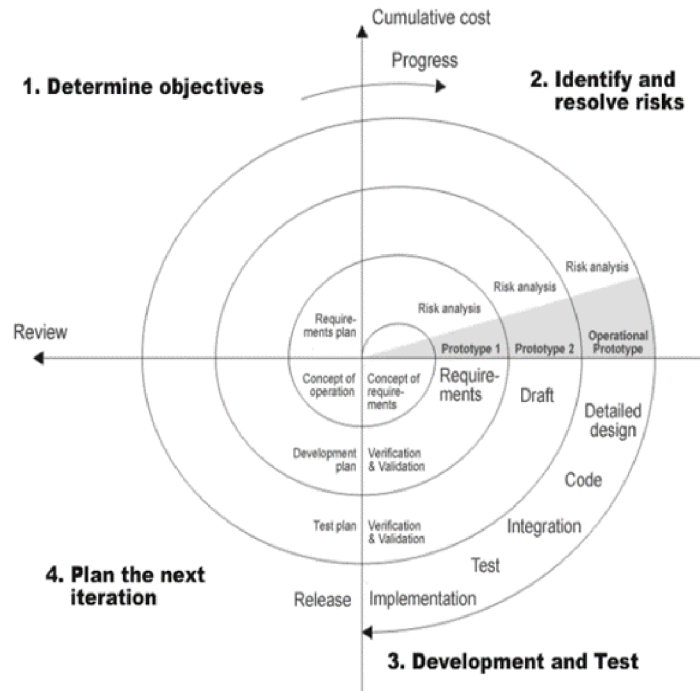 Cumulative cost
Progress
1. Determine objectives
2. Identify and
resolve risks
Risk analysis
Risk analysis
Risk analysis
Require-
ments plan
Operational
Prototype
Prototype 1
Prototype 2
Review
Concept of
operation
Concept of
require-
ments
Require-
ments
Draft
Detailed
design
Development
plan
Verification
& Validation
Code
Test plan
Verification
& Validation
Integration
Test
4. Plan the next
iteration
Release
Implementation
3. Development and Test